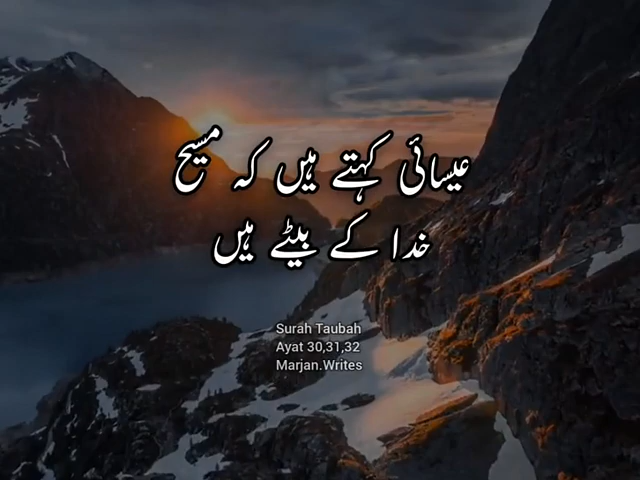 عیسائی کہتے ہیں کہ مسیح
خدا کے بیٹے ہیں
Surah Taubah
Ayat 30,31,32
Marjan.Writes